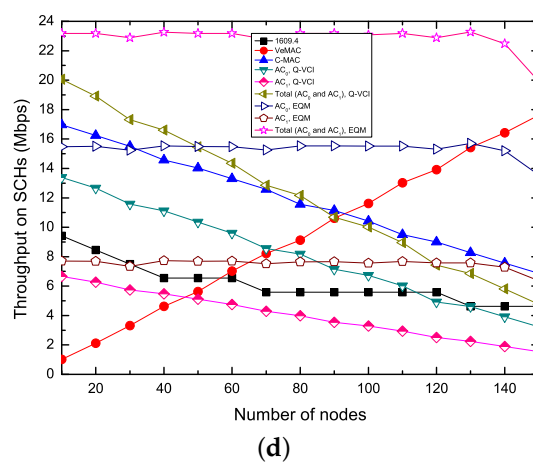 24
22
20
18
16
14
12
10
8
6
4
2
0
Throughput on SCHs (Mbps)
1609.4
VeMAC
C-MAC
AC₀, Q-VCI
AC₁, Q-VCI
Total (AC₀ and AC₁), Q-VCI
AC₀, EQM
AC₁, EQM
Total (AC₀ and AC₁), EQM
20 40 60 80 100 120 140
Number of nodes
(d)